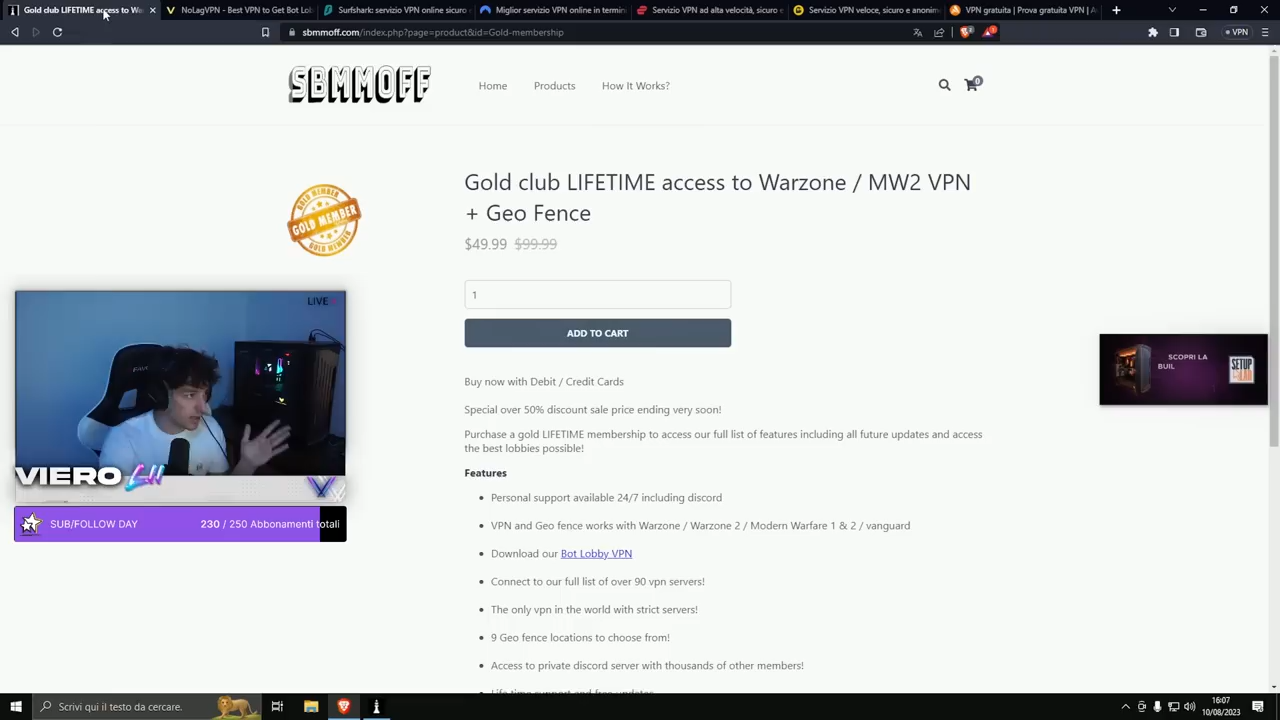 Gold club LIFETIME access to Wa
NoLagVPN - Best VPN to Get Bot Lo
Surfshark: servizio VPN online sicuro
Miglior servizio VPN online in termin
Servizio VPN ad alta velocità, sicuro
Servizio VPN veloce, sicuro e anonim
VPN gratuita | Prova gratuita VPN | A
sbmmoff.com/index.php?page=product&id=Gold-membership
VPN
SBMMOFF
Home
Products
How It Works?
0
Gold club LIFETIME access to Warzone / MW2 VPN
+ Geo Fence
$49.99 $99.99
GOLD MEMBER
1
ADD TO CART
LIVE
SCOPRI LA
BUIL
SETUP
Buy now with Debit / Credit Cards
Special over 50% discount sale price ending very soon!
Purchase a gold LIFETIME membership to access our full list of features including all future updates and access
the best lobbies possible!
Features
Personal support available 24/7 including discord
VPN and Geo fence works with Warzone / Warzone 2 / Modern Warfare 1 & 2 / vanguard
Download our Bot Lobby VPN
Connect to our full list of over 90 vpn servers!
The only vpn in the world with strict servers!
9 Geo fence locations to choose from!
Access to private discord server with thousands of other members!
Life time support and free updates
VIERO
SUB/FOLLOW DAY
230 / 250 Abbonamenti totali
Scrivi qui il testo da cercare.
16:07
10/08/2023